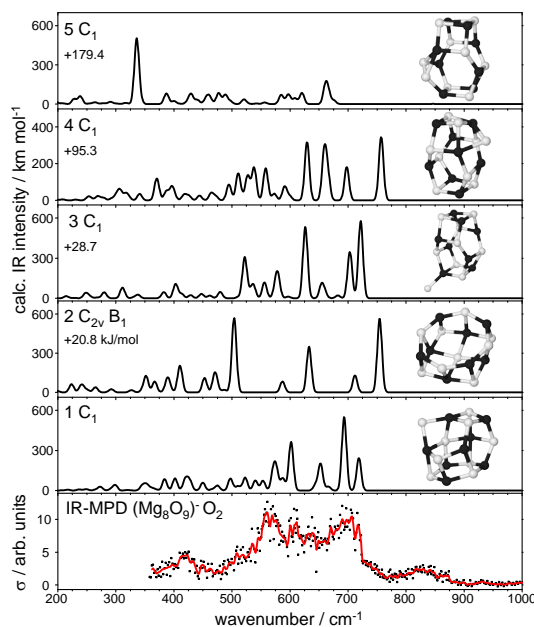 calc. IR intensity / km mol⁻¹
600
300
0
5 C₁
+179.4
400
200
0
4 C₁
+95.3
600
300
0
3 C₁
+28.7
600
300
0
2 C₂ᵥ B₁
+20.8 kJ/mol
600
300
0
1 C₁
σ / arb. units
10
5
0
IR-MPD (Mg₈O₉)⁻ O₂
200 300 400 500 600 700 800 900 1000
wavenumber / cm⁻¹